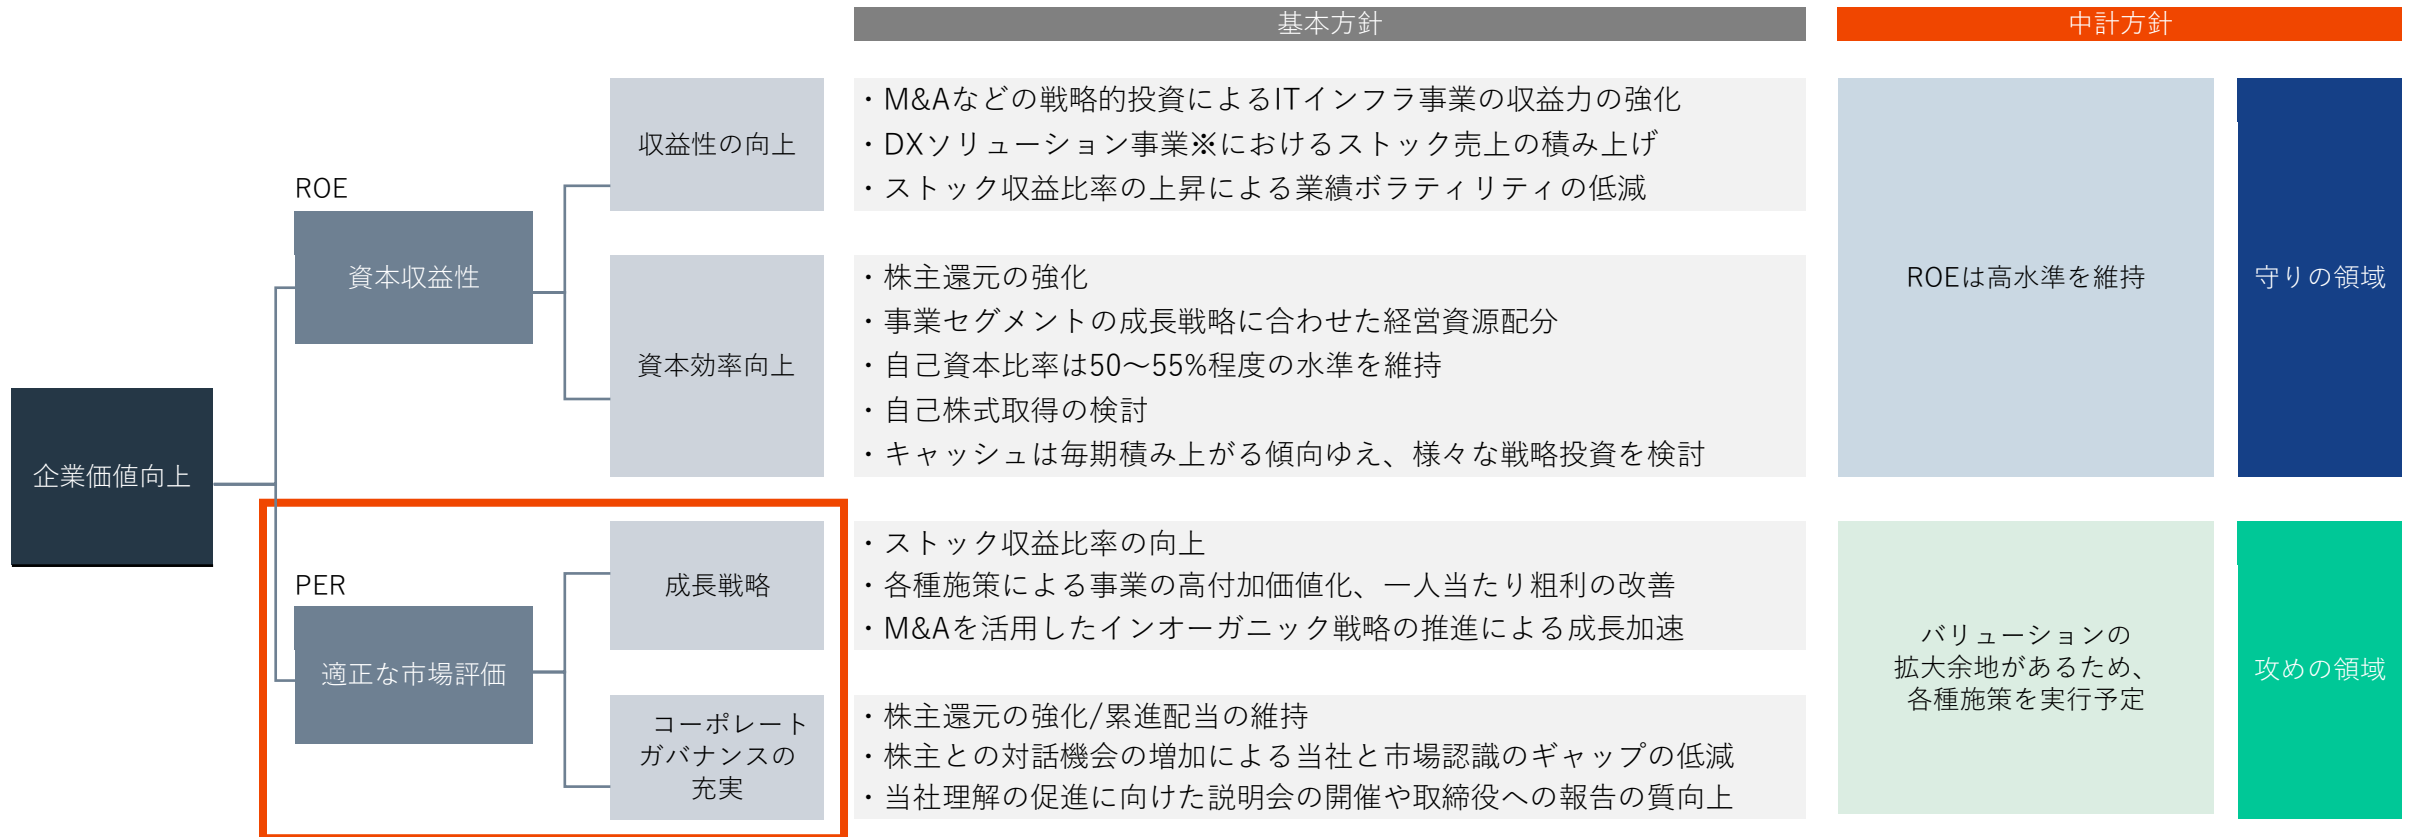 基本方針
中計方針
企業価値向上
ROE
資本収益性
収益性の向上
・M&Aなどの戦略的投資によるITインフラ事業の収益力の強化
・DXソリューション事業※におけるストック売上の積み上げ
・ストック収益比率の上昇による業績ボラティリティの低減
資本効率向上
・株主還元の強化
・事業セグメントの成長戦略に合わせた経営資源配分
・自己資本比率は50～55%程度の水準を維持
・自己株式取得の検討
・キャッシュは毎期積み上がる傾向ゆえ、様々な戦略投資を検討
ROEは高水準を維持
守りの領域
PER
適正な市場評価
成長戦略
・ストック収益比率の向上
・各種施策による事業の高付加価値化、一人当たり粗利の改善
・M&Aを活用したインオーガニック戦略の推進による成長加速
コーポレート
ガバナンスの
充実
・株主還元の強化/累進配当の維持
・株主との対話機会の増加による当社と市場認識のギャップの低減
・当社理解の促進に向けた説明会の開催や取締役への報告の質向上
バリューションの
拡大余地があるため、
各種施策を実行予定
攻めの領域